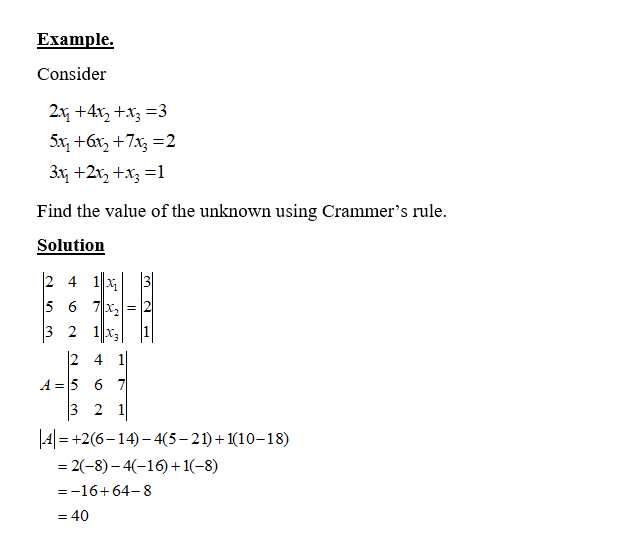 Example.
Consider
2x₁ +4x₂ +x₃ =3
5x₁ +6x₂ +7x₃ =2
3x₁ +2x₂ +x₃ =1
Find the value of the unknown using Crammer’s rule.
Solution
|2 4 1||x₁| |3|
|5 6 7||x₂| = |2|
|3 2 1||x₃| |1|
|2 4 1|
A = |5 6 7|
|3 2 1|
|A| = +2(6−14) − 4(5−21) + 1(10−18)
= 2(−8) − 4(−16) + 1(−8)
= −16+64−8
= 40